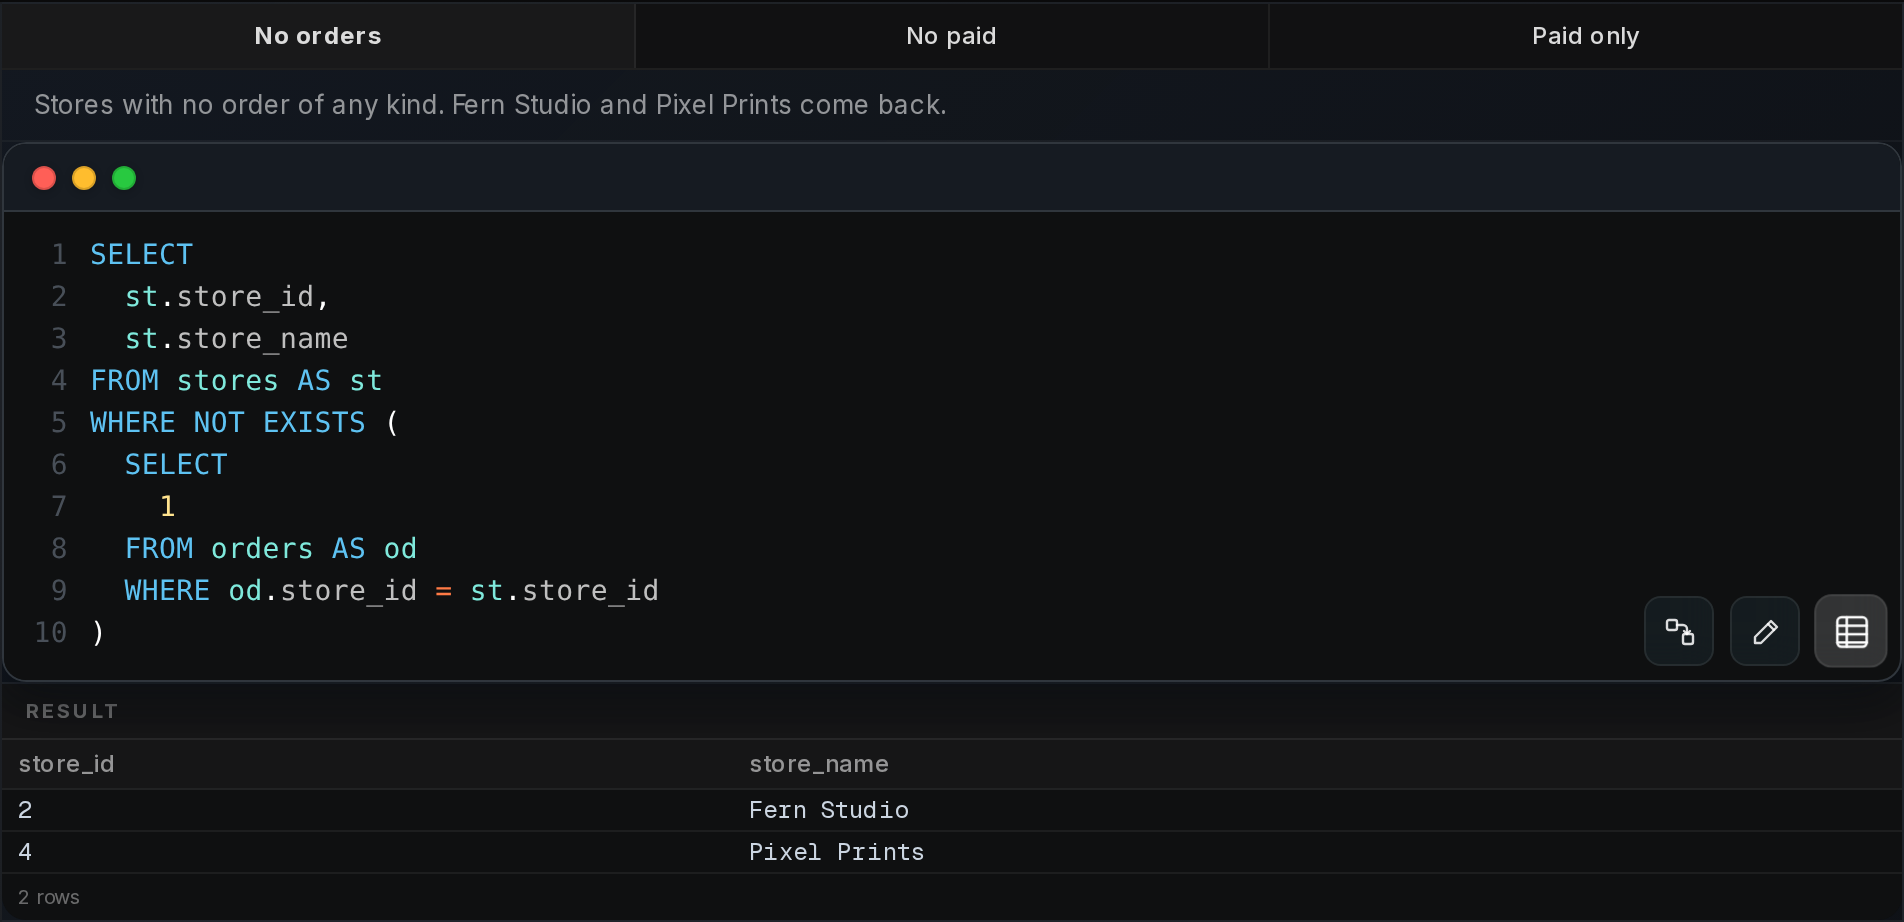 No orders
No paid
Paid only
Stores with no order of any kind. Fern Studio and Pixel Prints come back.
1 SELECT
2   st.store_id,
3   st.store_name
4 FROM stores AS st
5 WHERE NOT EXISTS (
6   SELECT
7     1
8   FROM orders AS od
9   WHERE od.store_id = st.store_id
10 )
RESULT
store_id store_name
2 Fern Studio
4 Pixel Prints
2 rows